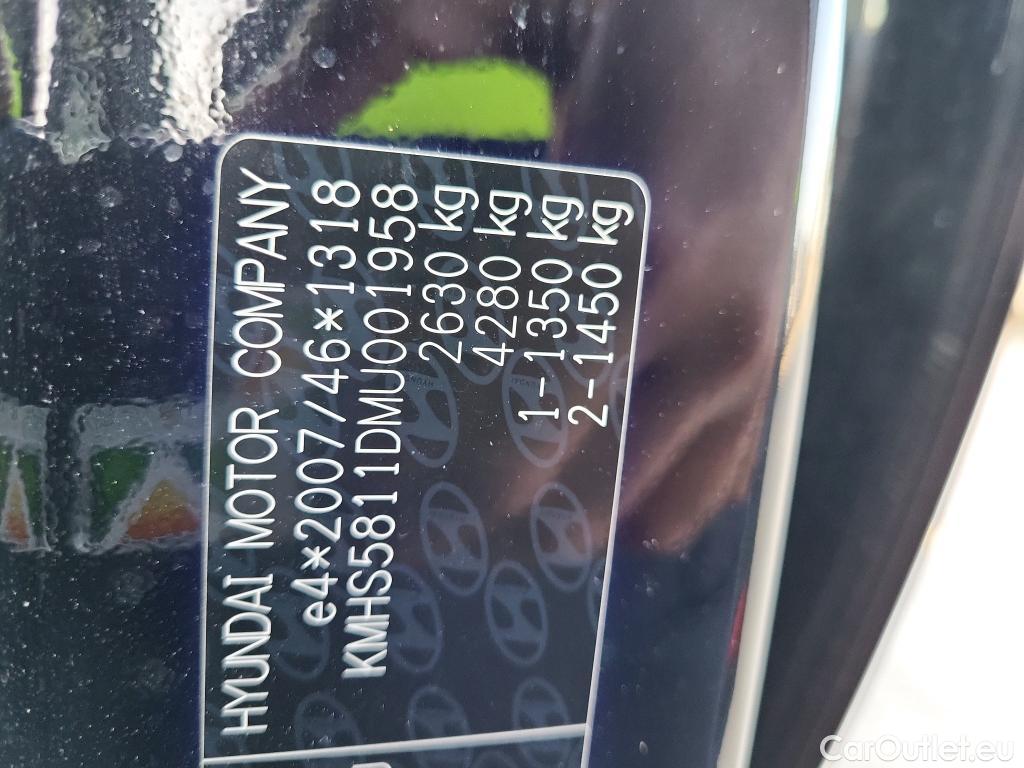 HYUNDAI MOTOR COMPANY
e4*2007/46*1318
KMHS5811DMU001958
2630 kg
4280 kg
1-1350 kg
2-1450 kg
CarOutlet.eu